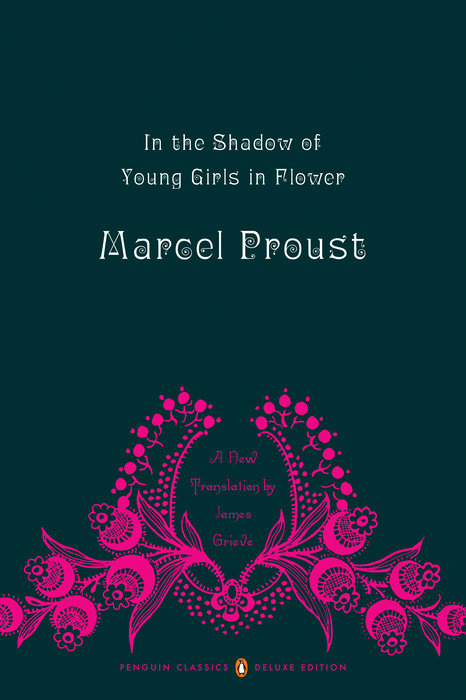 In the Shadow of
Young Girls in Flower
Marcel Proust
A New
Translation by
James
Grieve
PENGUIN CLASSICS DELUXE EDITION